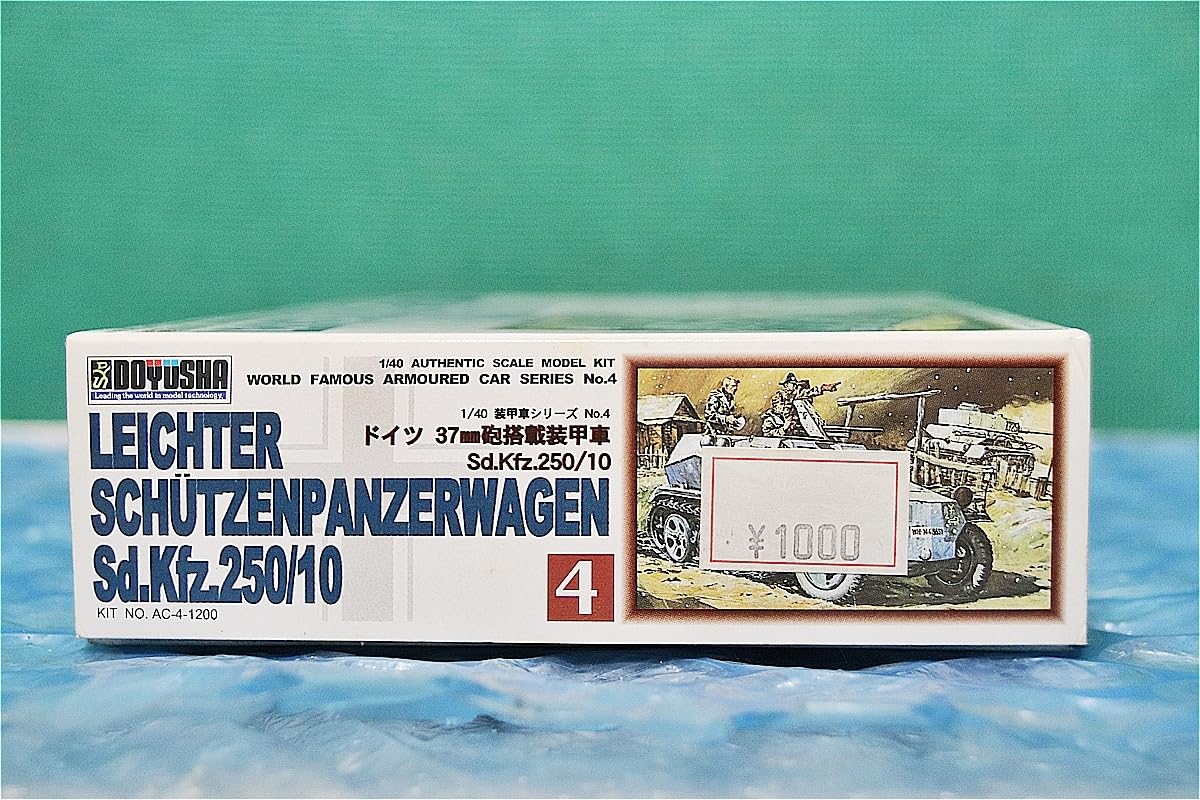 DOYUSHA
Leading the world in model technology.
1/40 AUTHENTIC SCALE MODEL KIT
WORLD FAMOUS ARMOURED CAR SERIES No.4
1/40 装甲車シリーズ No.4
ドイツ 37㎜砲搭載装甲車
Sd.Kfz.250/10
LEICHTER
SCHÜTZENPANZERWAGEN
Sd.Kfz.250/10
4
KIT NO. AC-4-1200
¥1000